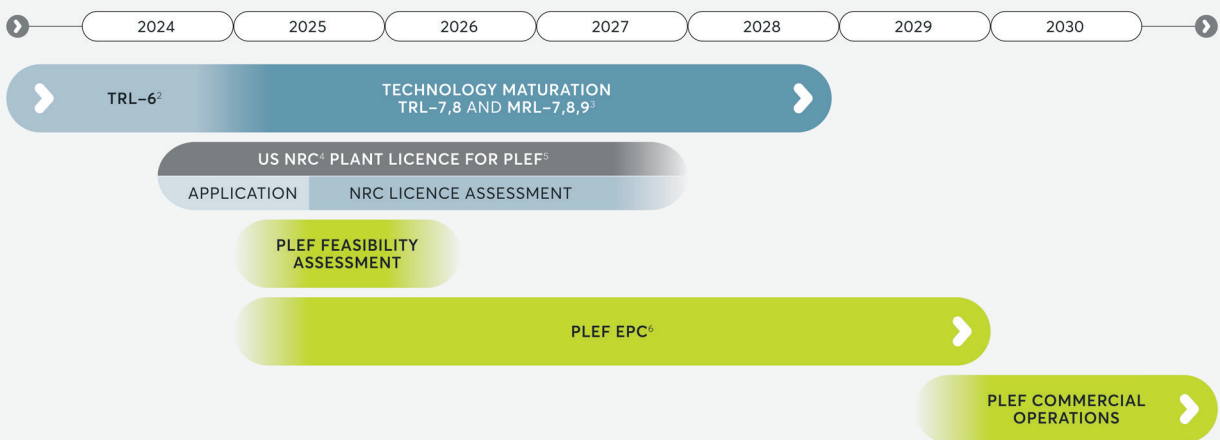 2024 2025 2026 2027 2028 2029 2030
TRL–6²
TECHNOLOGY MATURATION
TRL–7,8 AND MRL–7,8,9³
US NRC⁴ PLANT LICENCE FOR PLEF⁵
APPLICATION NRC LICENCE ASSESSMENT
PLEF FEASIBILITY
ASSESSMENT
PLEF EPC⁶
PLEF COMMERCIAL
OPERATIONS